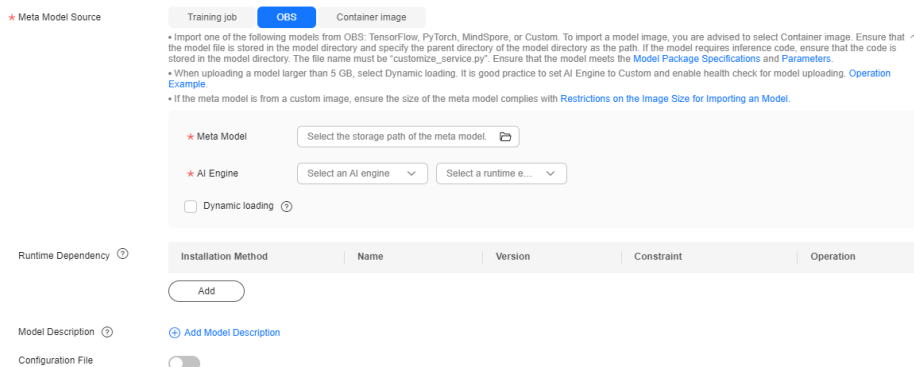 * Meta Model Source Training job OBS Container image
• Import one of the following models from OBS: TensorFlow, PyTorch, MindSpore, or Custom. To import a model image, you are advised to select Container image. Ensure that
the model file is stored in the model directory and specify the parent directory of the model directory as the path. If the model requires inference code, ensure that the code is
stored in the model directory. The file name must be "customize_service.py". Ensure that the model meets the Model Package Specifications and Parameters.
• When uploading a model larger than 5 GB, select Dynamic loading. It is good practice to set AI Engine to Custom and enable health check for model uploading. Operation
Example.
• If the meta model is from a custom image, ensure the size of the meta model complies with Restrictions on the Image Size for Importing an Model.
* Meta Model Select the storage path of the meta model.
* AI Engine Select an AI engine Select a runtime e...
Dynamic loading ?
Runtime Dependency ? Installation Method Name Version Constraint Operation
Add
Model Description ? Add Model Description
Configuration File